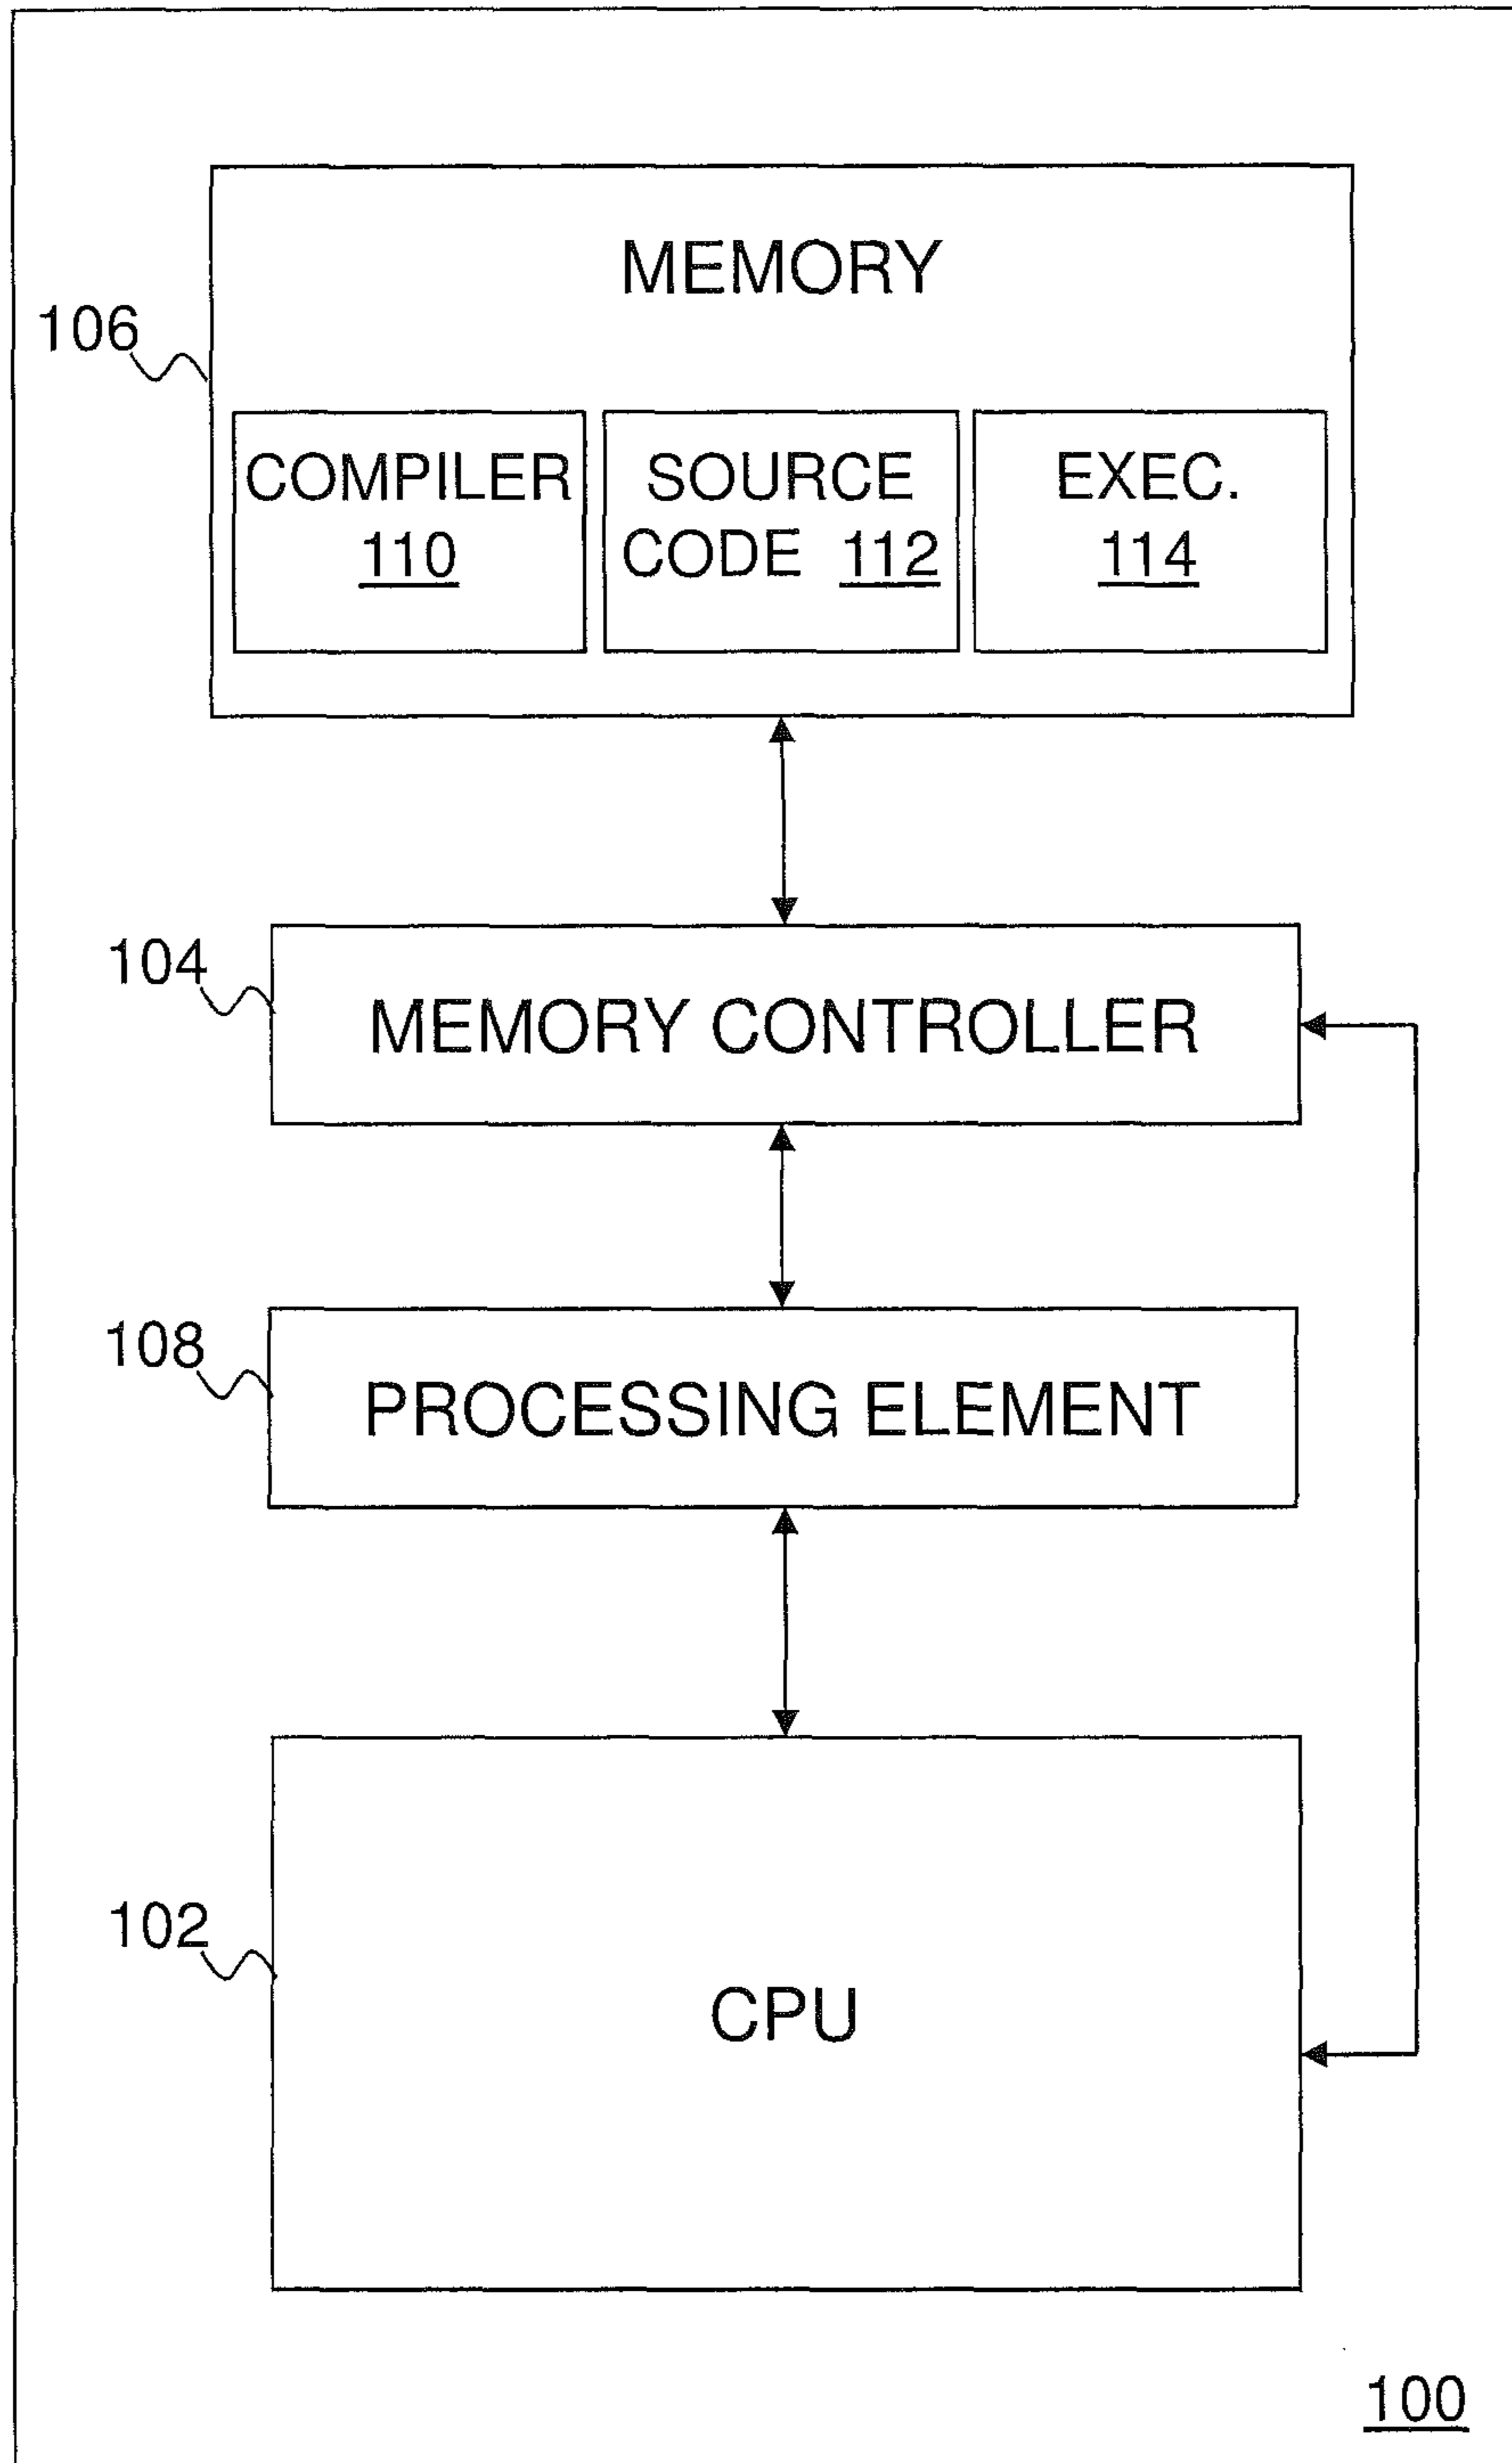 MEMORY
106
COMPILER
110
SOURCE
CODE 112
EXEC.
114
104
MEMORY CONTROLLER
108
PROCESSING ELEMENT
102
CPU
100